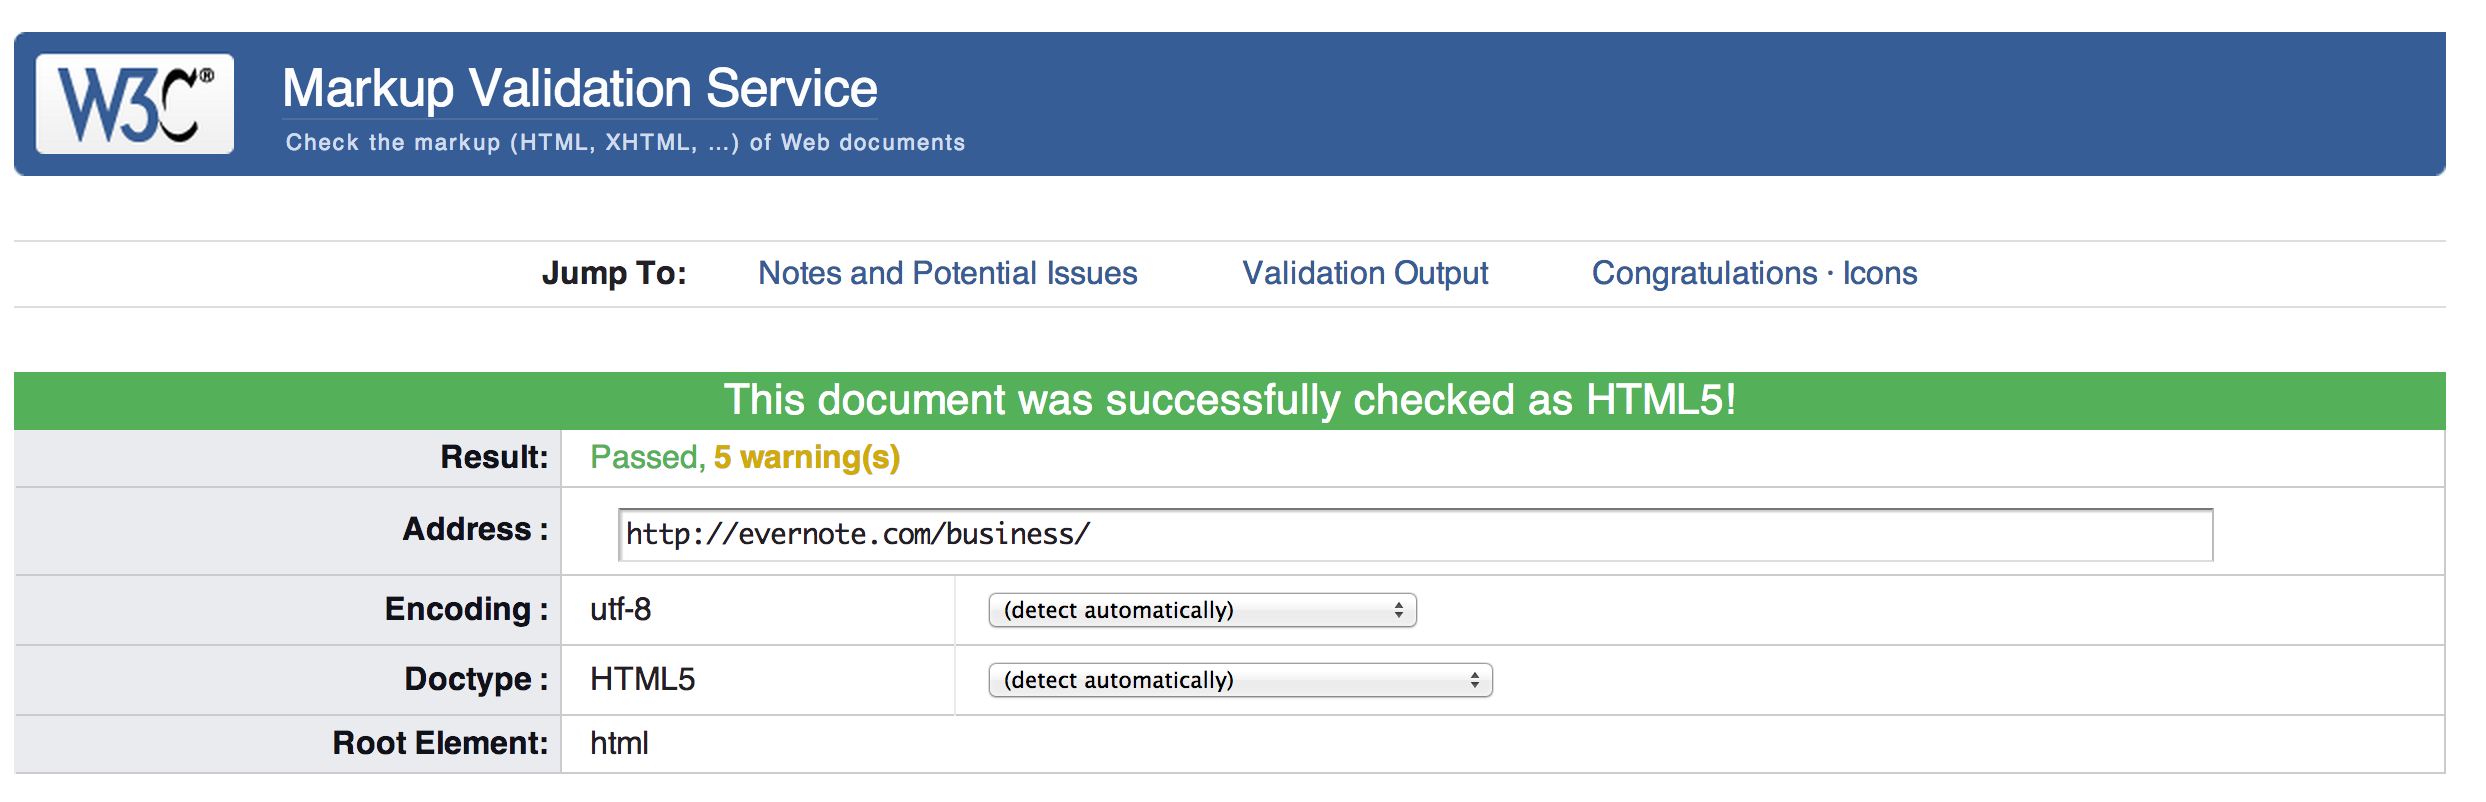 W3C®
Markup Validation Service
Check the markup (HTML, XHTML, ...) of Web documents
Jump To: Notes and Potential Issues Validation Output Congratulations · Icons
This document was successfully checked as HTML5!
Result: Passed, 5 warning(s)
Address : http://evernote.com/business/
Encoding : utf-8 (detect automatically)
Doctype : HTML5 (detect automatically)
Root Element: html